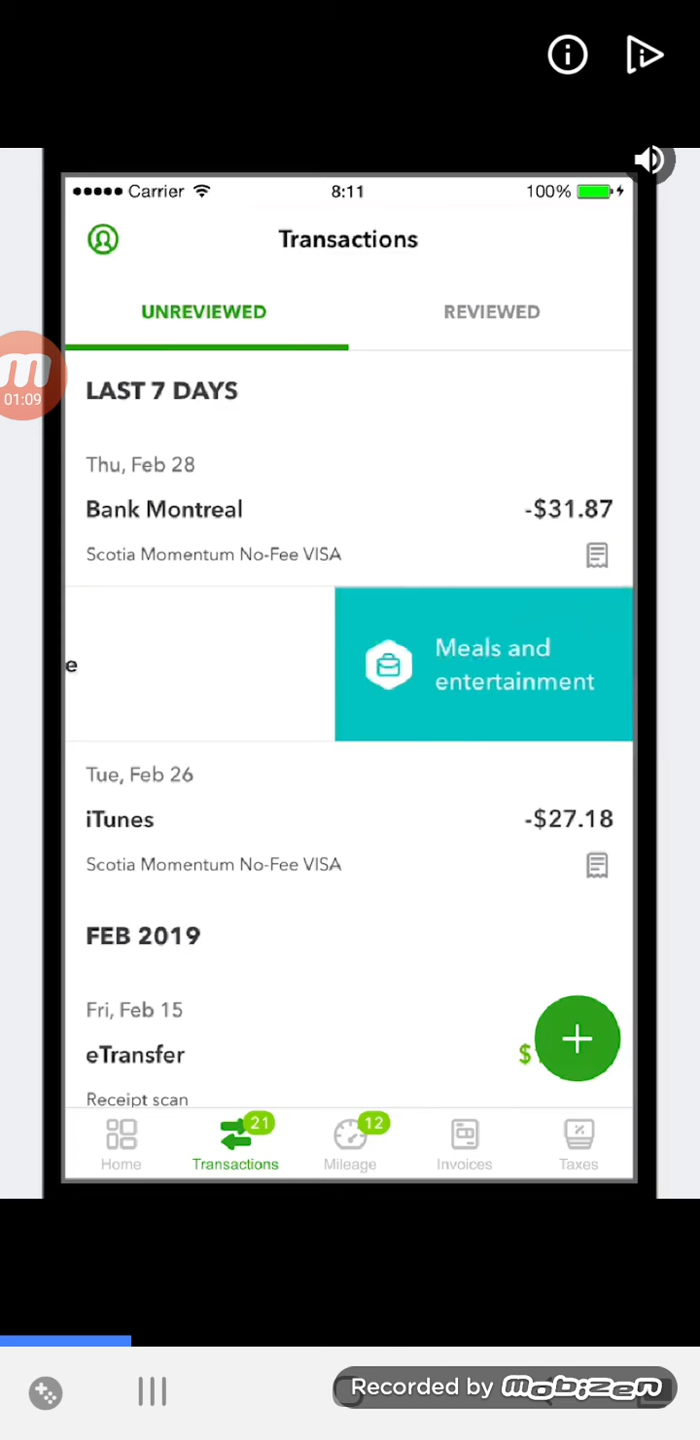 Carrier 8:11 100%
Transactions
UNREVIEWED REVIEWED
01:09
LAST 7 DAYS
Thu, Feb 28
Bank Montreal -$31.87
Scotia Momentum No-Fee VISA
e Meals and
entertainment
Tue, Feb 26
iTunes -$27.18
Scotia Momentum No-Fee VISA
FEB 2019
Fri, Feb 15
eTransfer $
Receipt scan
21 12
Home Transactions Mileage Invoices Taxes
Recorded by mobizen